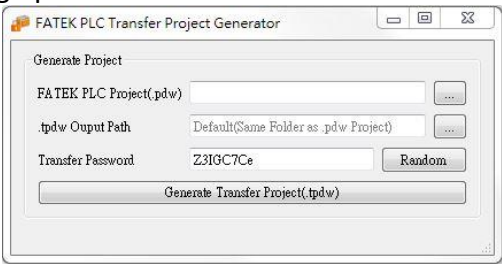 FATEK PLC Transfer Project Generator
Generate Project
FATEK PLC Project(.pdw)
...
.tpdw Ouput Path
Default(Same Folder as .pdw Project)
...
Transfer Password
Z3IGC7Ce
Random
Generate Transfer Project(.tpdw)